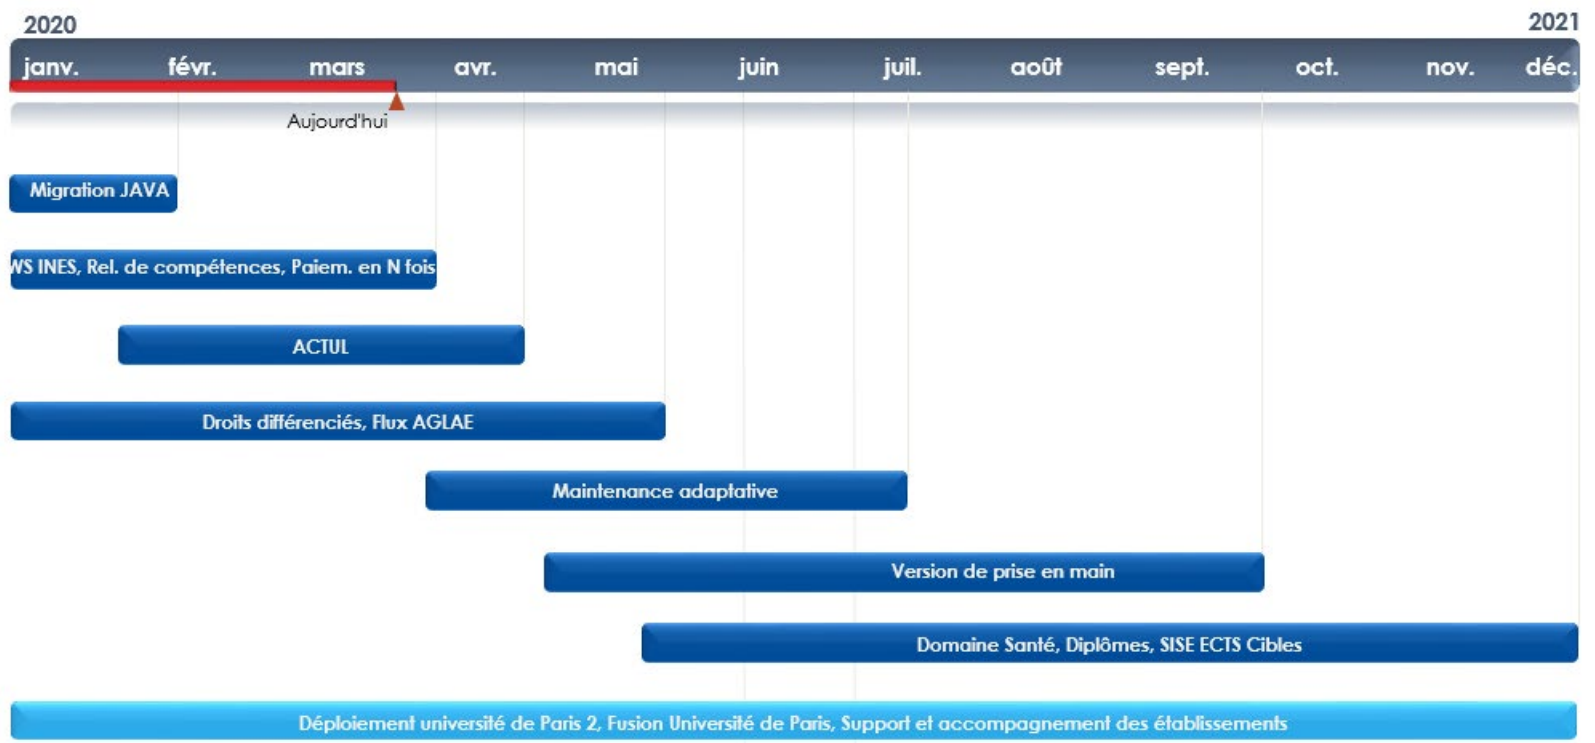 2020 2021
janv. févr. mars avr. mai juin juil. août sept. oct. nov. déc.
Aujourd'hui
Migration JAVA
WS INES, Rel. de compétences, Paiem. en N fois
ACTUL
Droits différenciés, Flux AGLAE
Maintenance adaptative
Version de prise en main
Domaine Santé, Diplômes, SISE ECTS Cibles
Déploiement université de Paris 2, Fusion Université de Paris, Support et accompagnement des établissements